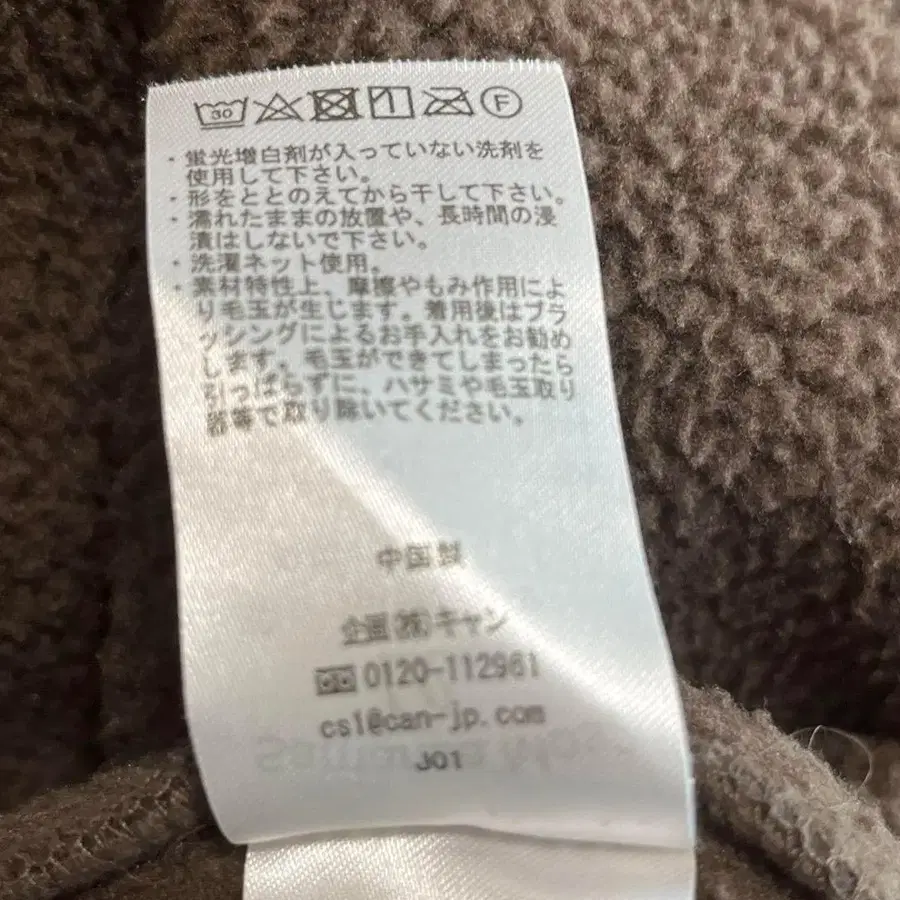 30 F
・蛍光増白剤が入っていない洗剤を
使用して下さい。
・形をととのえてから干して下さい。
・濡れたままの放置や、長時間の浸
漬はしないで下さい。
・洗濯ネット使用。
・素材特性上、摩擦やもみ作用によ
り毛玉が生じます。着用後はブラ
ッシングによるお手入れをお勧め
します。毛玉ができてしまったら
引っぱらずに、ハサミや毛玉取り
器等で取り除いてください。
中国製
企画(株)キャン
0120-112961
cs1@can-jp.com
J01